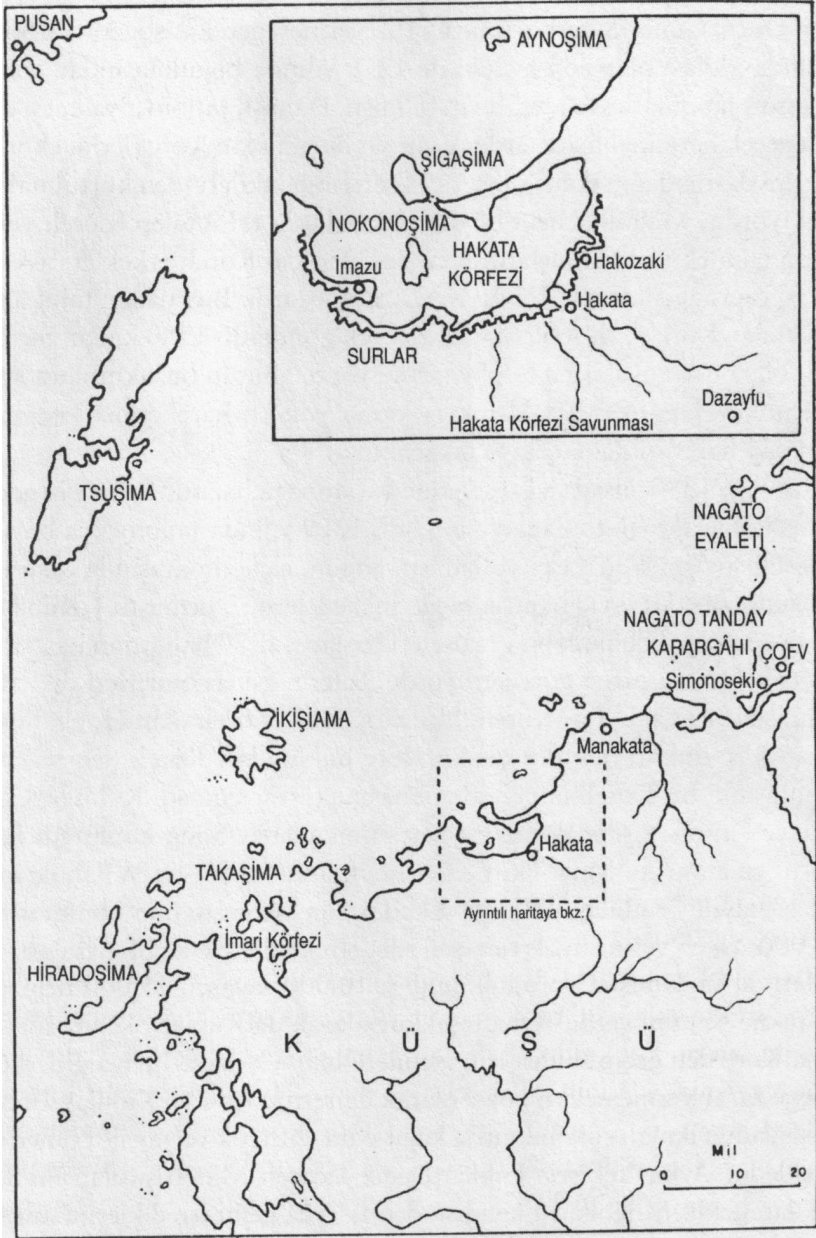 PUSAN
AYNOŞİMA
ŞİGAŞİMA
NOKONOŞİMA
HAKATA
KÖRFEZİ
İmazu
Hakozaki
Hakata
SURLAR
Dazayfu
Hakata Körfezi Savunması
TSUŞİMA
NAGATO
EYALETİ
NAGATO TANDAY
KARARGÂHI
ÇOFV
Simonoseki
İKİŞİAMA
Manakata
Hakata
TAKAŞİMA
Ayrıntılı haritaya bkz.
İmari Körfezi
HİRADOŞİMA
K Ü Ş Ü
Mil
0 10 20